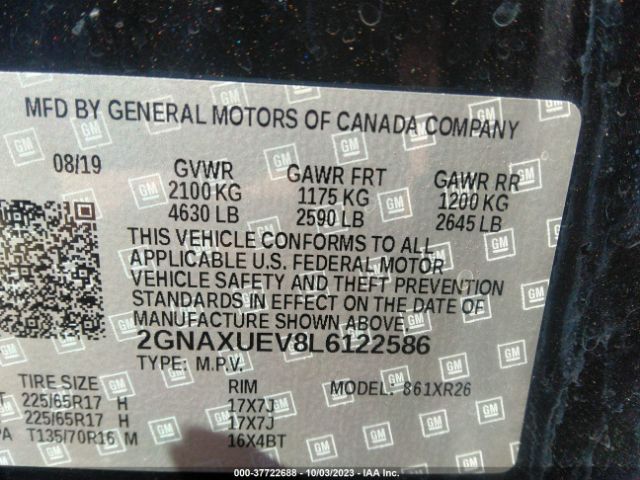 MFD BY GENERAL MOTORS OF CANADA COMPANY
08/19 GVWR GAWR FRT GAWR RR
2100 KG 1175 KG 1200 KG
4630 LB 2590 LB 2645 LB
THIS VEHICLE CONFORMS TO ALL
APPLICABLE U.S. FEDERAL MOTOR
VEHICLE SAFETY AND THEFT PREVENTION
STANDARDS IN EFFECT ON THE DATE OF
MANUFACTURE SHOWN ABOVE.
2GNAXUEV8L6122586
TYPE: M.P.V. MODEL: 861XR26
TIRE SIZE RIM
T 225/65R17 H 17X7J
225/65R17 H 17X7J
PA T135/70R16 M 16X4BT
GM
000-37722688 - 10/03/2023 - IAA Inc.